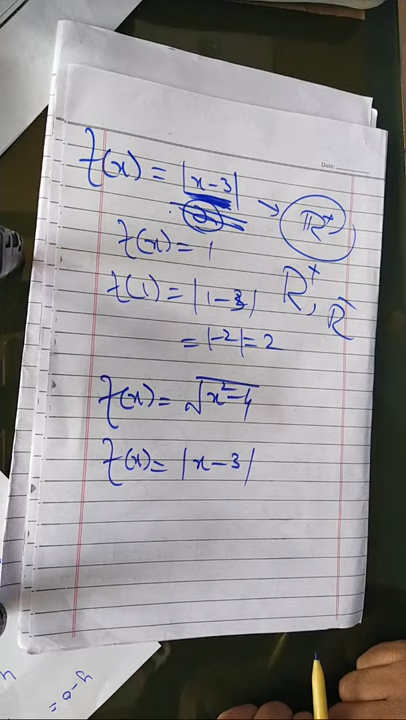 Date:
f(x) = |x-3| → R⁺
f(x) = 1
f(1) = |1-3| R⁺, R⁻
= |-2| = 2
f(x) = √x²-4
f(x) = |x-3|